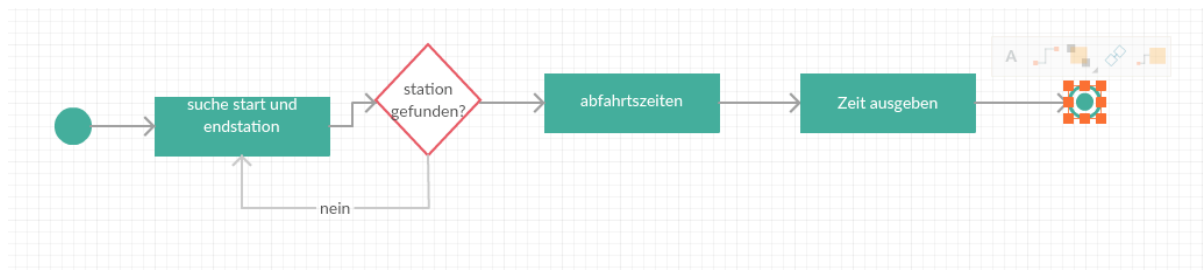 A
suche start und
endstation
station
gefunden?
abfahrtszeiten
Zeit ausgeben
nein